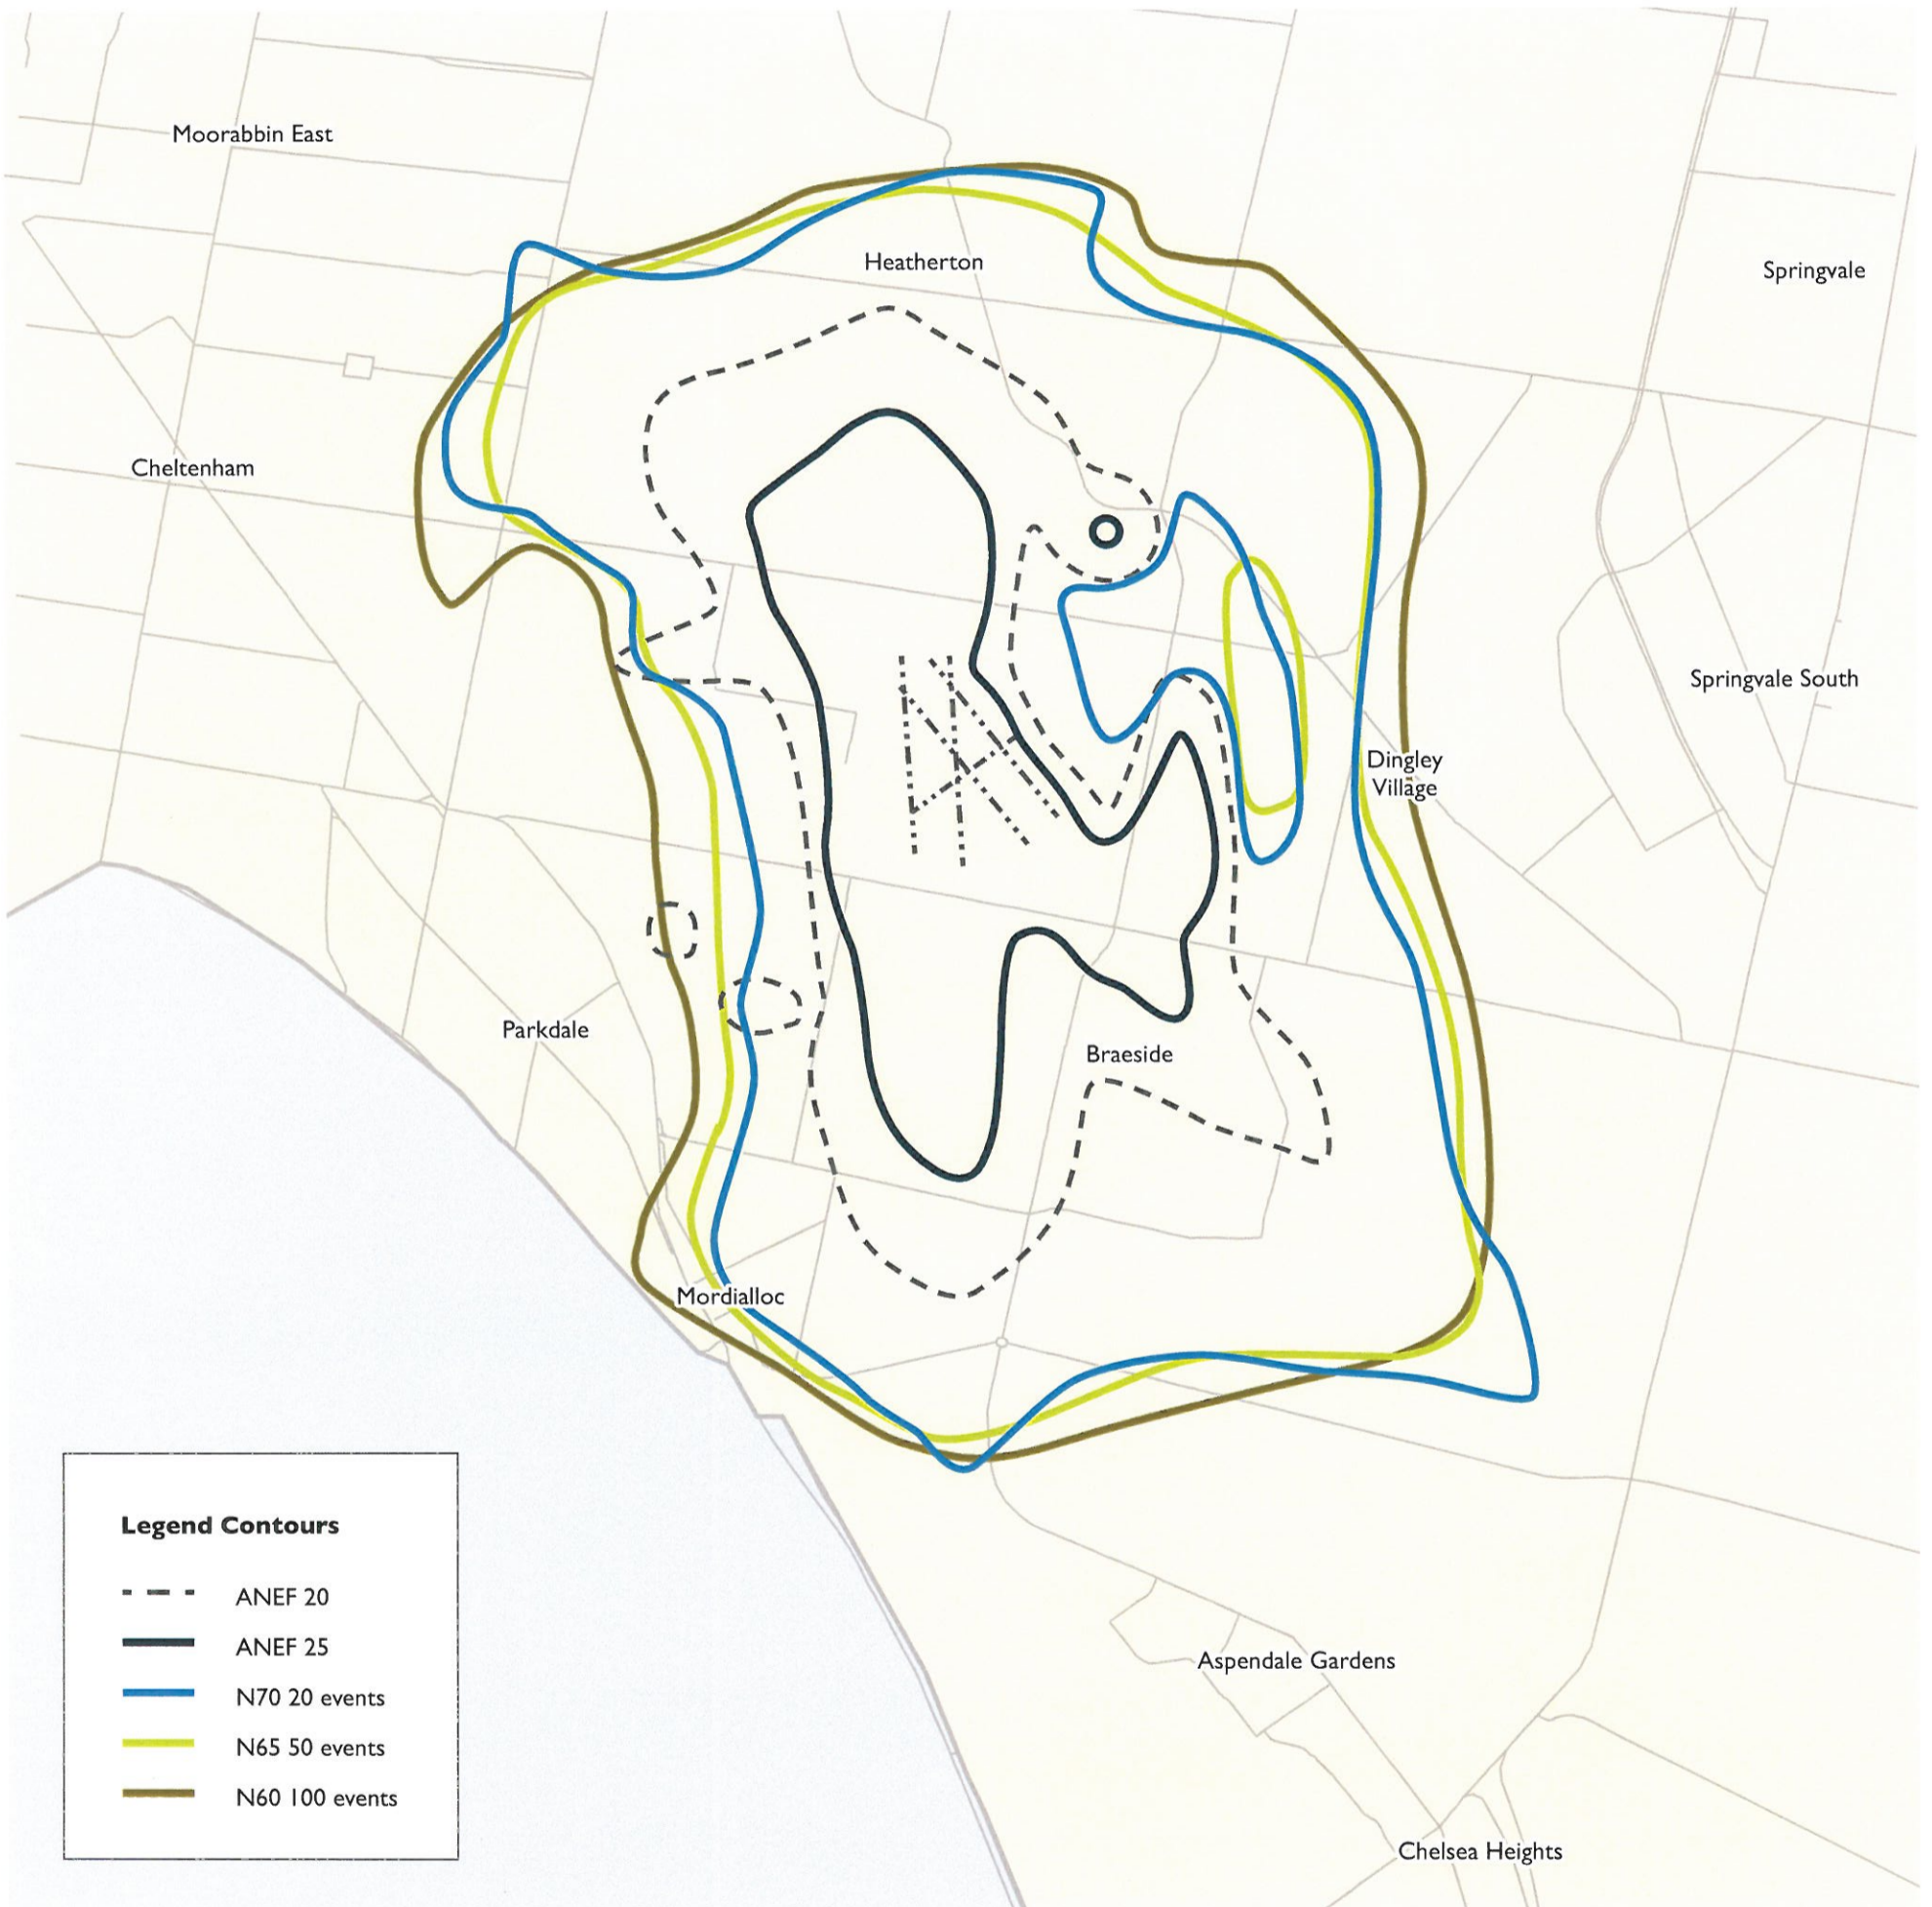 Moorabbin East
Heatherton
Springvale
Cheltenham
Springvale South
Dingley
Village
Parkdale
Braeside
Mordialloc
Legend Contours
ANEF 20
ANEF 25
N70 20 events
N65 50 events
N60 100 events
Aspendale Gardens
Chelsea Heights